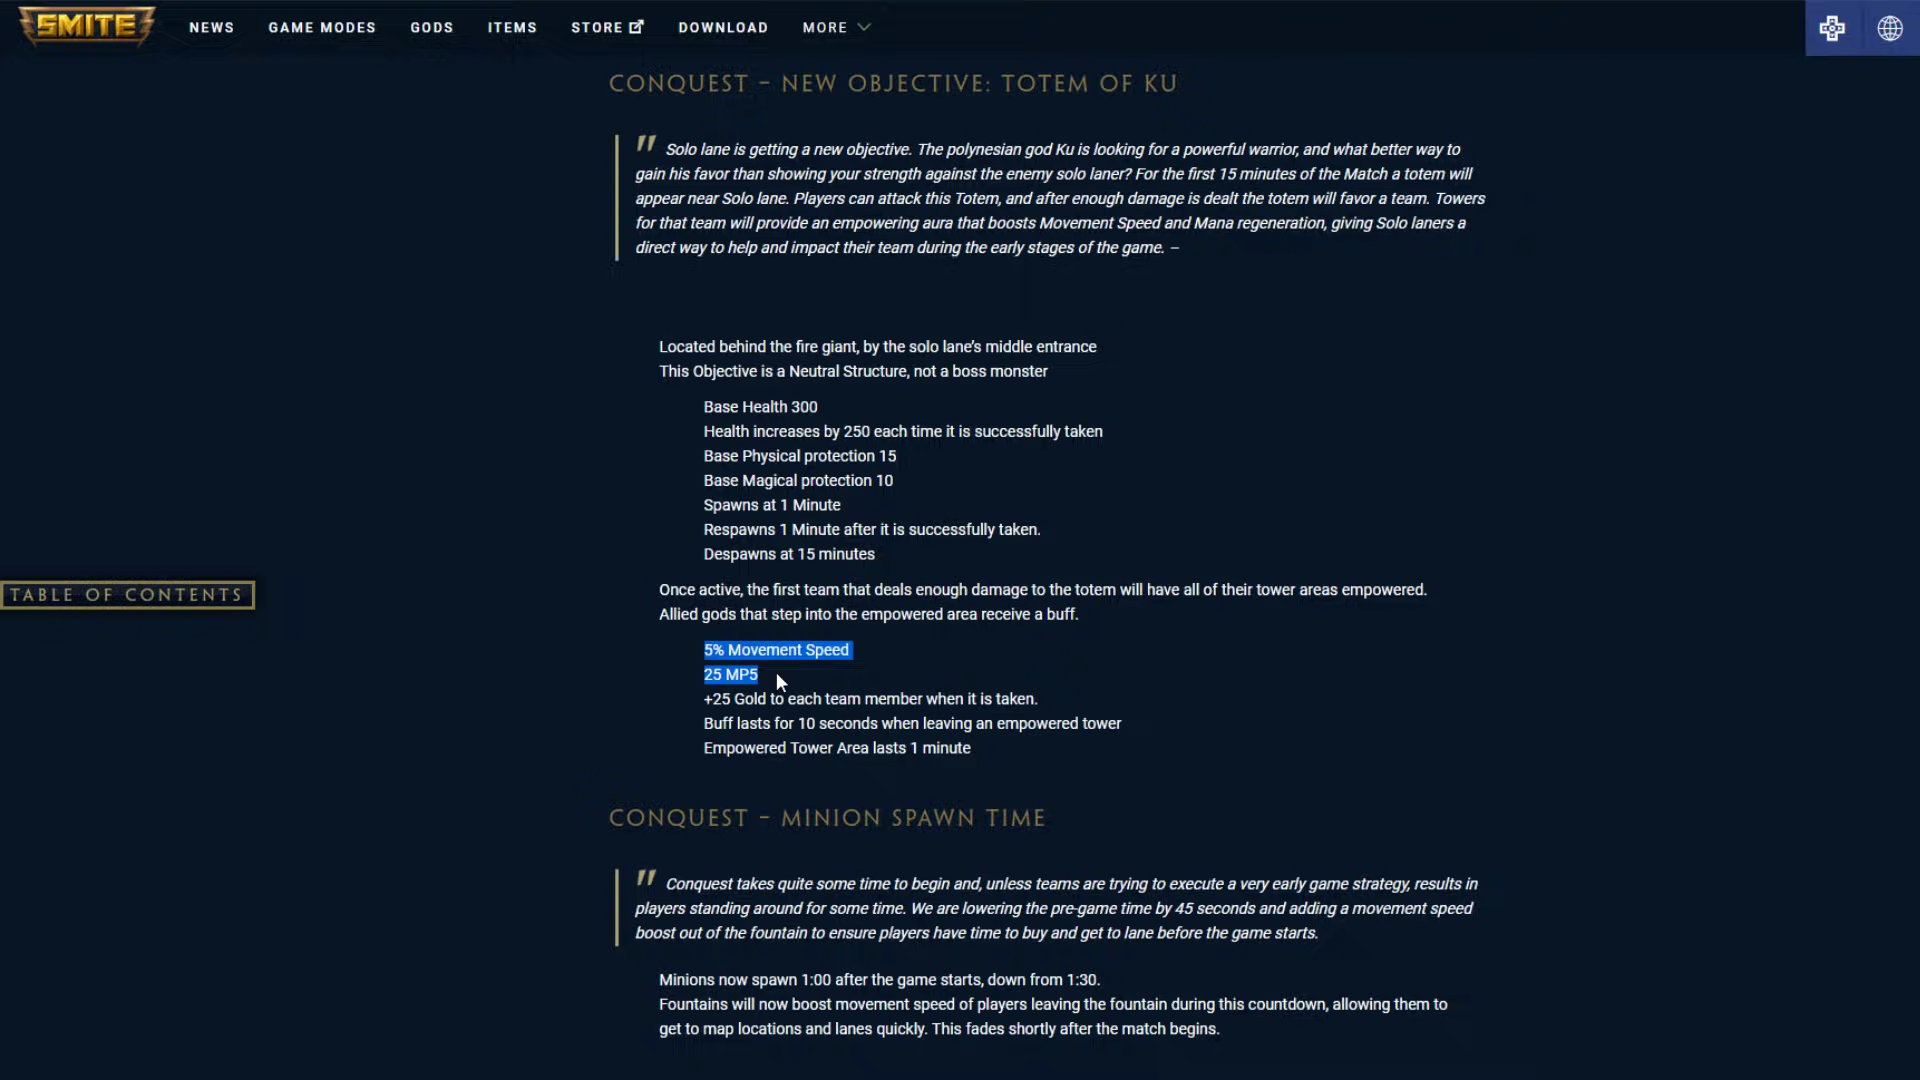 SMITE
NEWS
GAME MODES
GODS
ITEMS
STORE
DOWNLOAD
MORE
CONQUEST – NEW OBJECTIVE: TOTEM OF KU
" Solo lane is getting a new objective. The polynesian god Ku is looking for a powerful warrior, and what better way to
gain his favor than showing your strength against the enemy solo laner? For the first 15 minutes of the Match a totem will
appear near Solo lane. Players can attack this Totem, and after enough damage is dealt the totem will favor a team. Towers
for that team will provide an empowering aura that boosts Movement Speed and Mana regeneration, giving Solo laners a
direct way to help and impact their team during the early stages of the game. –
Located behind the fire giant, by the solo lane's middle entrance
This Objective is a Neutral Structure, not a boss monster
Base Health 300
Health increases by 250 each time it is successfully taken
Base Physical protection 15
Base Magical protection 10
Spawns at 1 Minute
Respawns 1 Minute after it is successfully taken.
Despawns at 15 minutes
TABLE OF CONTENTS
Once active, the first team that deals enough damage to the totem will have all of their tower areas empowered.
Allied gods that step into the empowered area receive a buff.
5% Movement Speed
25 MP5
+25 Gold to each team member when it is taken.
Buff lasts for 10 seconds when leaving an empowered tower
Empowered Tower Area lasts 1 minute
CONQUEST – MINION SPAWN TIME
" Conquest takes quite some time to begin and, unless teams are trying to execute a very early game strategy, results in
players standing around for some time. We are lowering the pre-game time by 45 seconds and adding a movement speed
boost out of the fountain to ensure players have time to buy and get to lane before the game starts.
Minions now spawn 1:00 after the game starts, down from 1:30.
Fountains will now boost movement speed of players leaving the fountain during this countdown, allowing them to
get to map locations and lanes quickly. This fades shortly after the match begins.